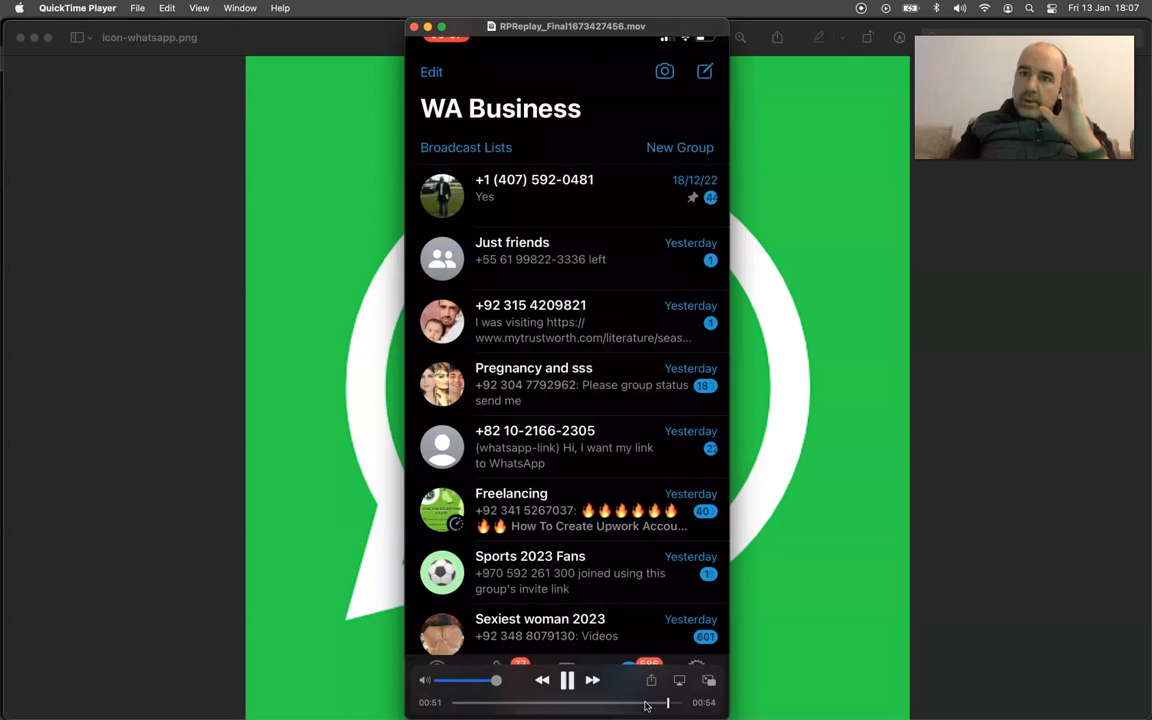 QuickTime Player File Edit View Window Help Fri 13 Jan 18:07
icon-whatsapp.png
RPReplay_Final1673427456.mov
Edit
WA Business
Broadcast Lists New Group
+1 (407) 592-0481 18/12/22
Yes
Just friends Yesterday
+55 61 99822-3336 left 1
+92 315 4209821 Yesterday
I was visiting https:// 1
www.mytrustworth.com/literature/seas...
Pregnancy and sss Yesterday
+92 304 7792962: Please group status
send me
+82 10-2166-2305 Yesterday
(whatsapp-link) Hi, I want my link
to WhatsApp
Freelancing Yesterday
+92 341 5267037: 🔥🔥🔥🔥🔥🔥 40
🔥🔥 How To Create Upwork Accou...
Sports 2023 Fans Yesterday
+970 592 261 300 joined using this
group's invite link
Sexiest woman 2023 Yesterday
+92 348 8079130: Videos 601
00:51 00:54